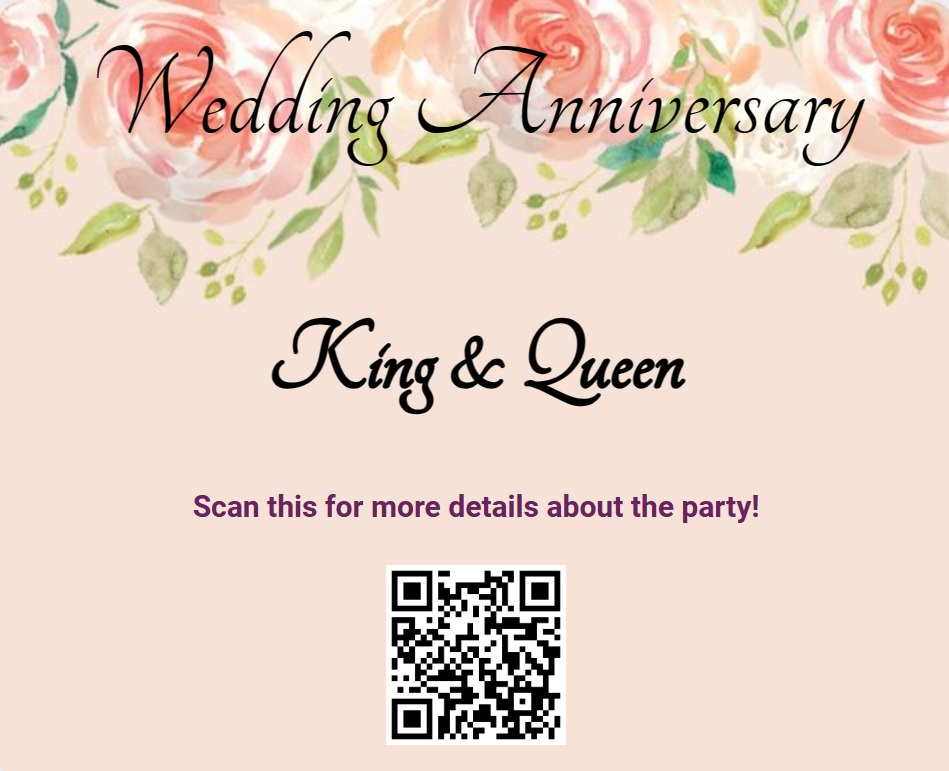 Wedding Anniversary
King & Queen
Scan this for more details about the party!